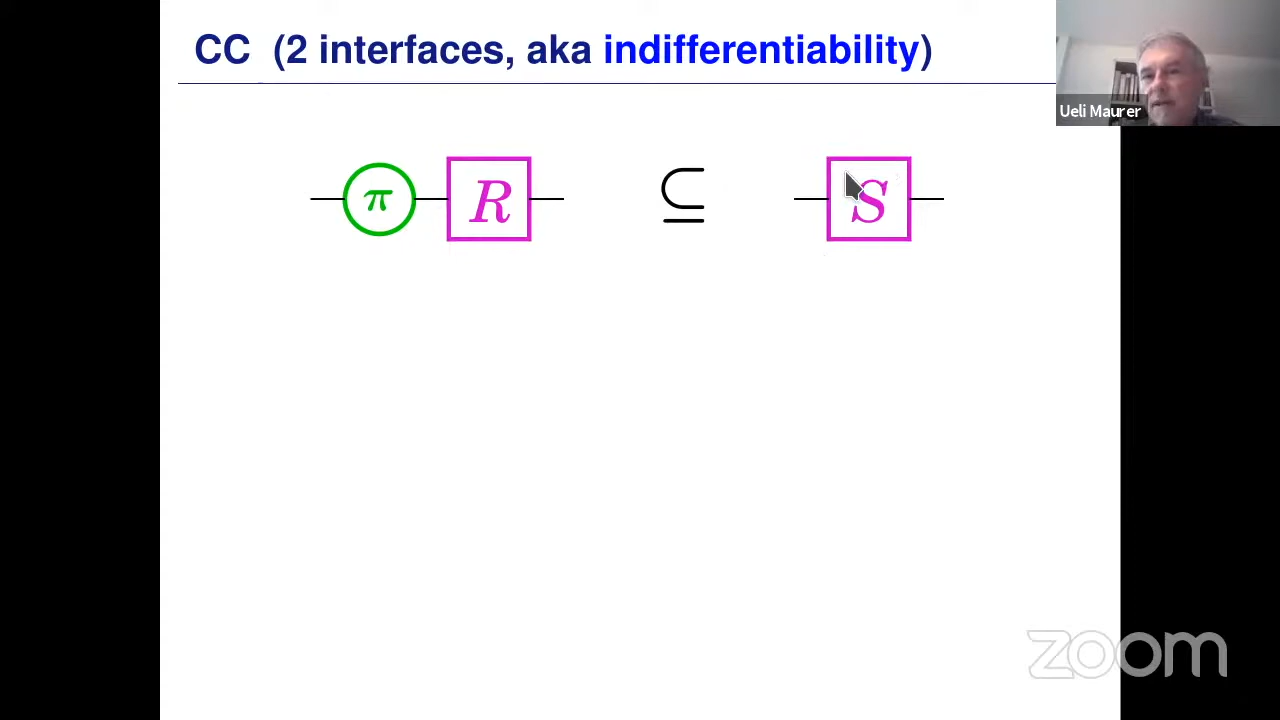 CC (2 interfaces, aka indifferentiability)
Ueli Maurer
π R ⊆ S
zoom